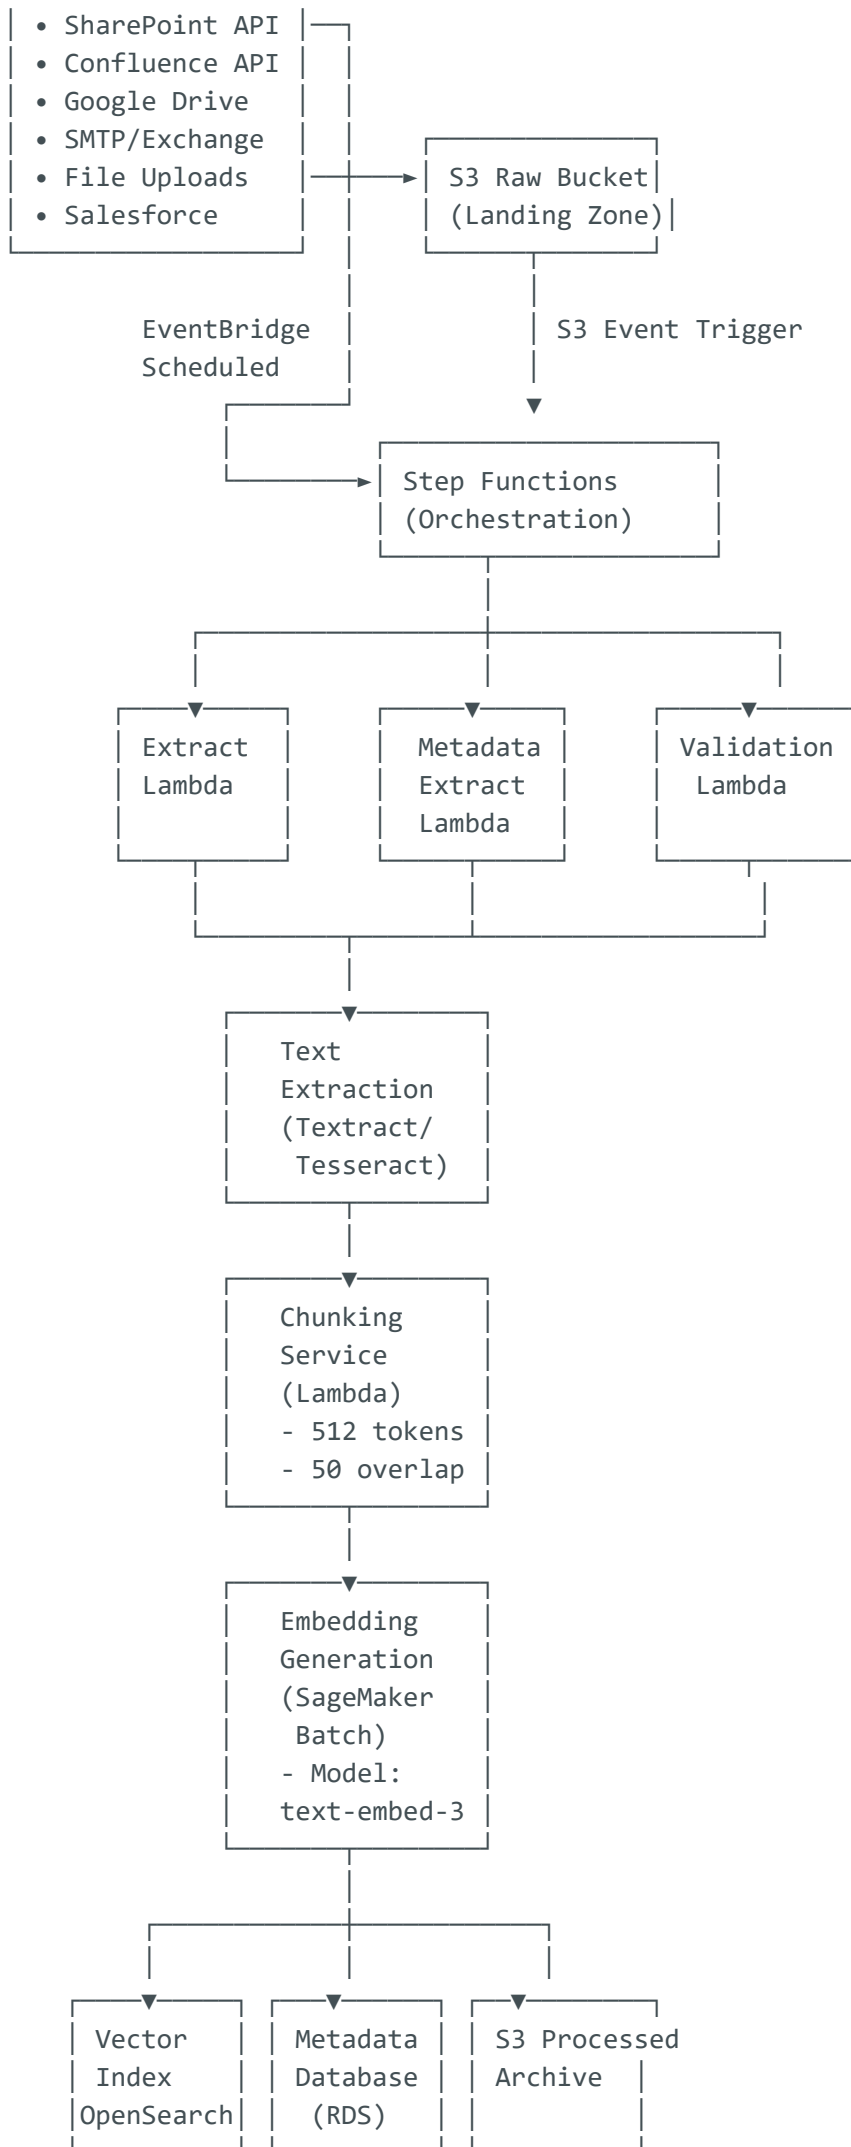 • SharePoint API
• Confluence API
• Google Drive
• SMTP/Exchange
• File Uploads
• Salesforce
S3 Raw Bucket
(Landing Zone)
EventBridge
Scheduled
S3 Event Trigger
Step Functions
(Orchestration)
Extract
Lambda
Metadata
Extract
Lambda
Validation
Lambda
Text
Extraction
(Textract/
Tesseract)
Chunking
Service
(Lambda)
- 512 tokens
- 50 overlap
Embedding
Generation
(SageMaker
Batch)
- Model:
text-embed-3
Vector
Index
OpenSearch
Metadata
Database
(RDS)
S3 Processed
Archive